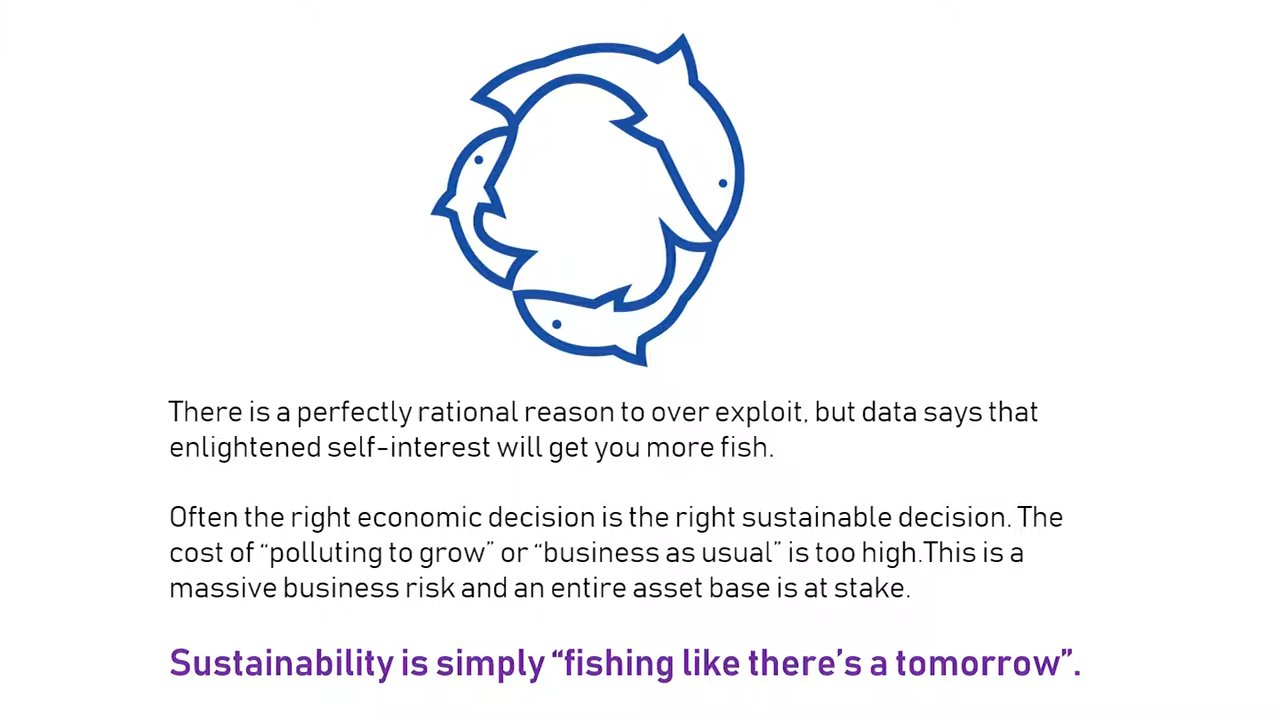 There is a perfectly rational reason to over exploit, but data says that
enlightened self-interest will get you more fish.
Often the right economic decision is the right sustainable decision. The
cost of “polluting to grow” or “business as usual” is too high.This is a
massive business risk and an entire asset base is at stake.
Sustainability is simply “fishing like there’s a tomorrow”.